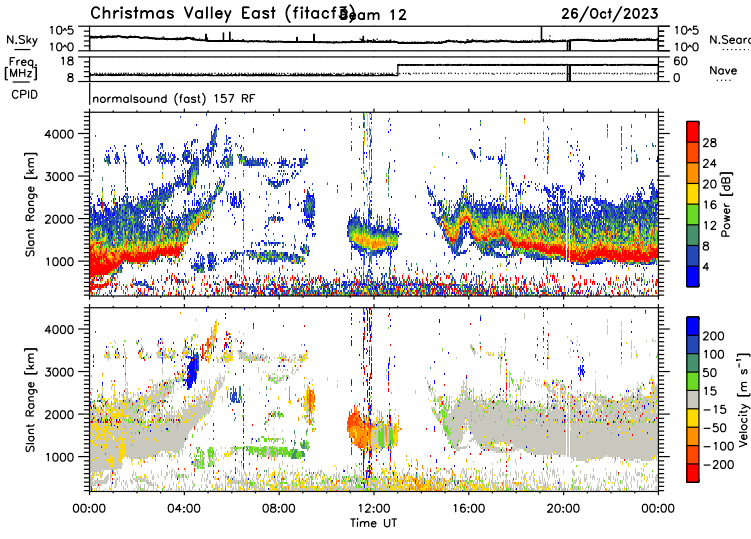 Christmas Valley East (fitacf3)
Beam 12
26/Oct/2023
N.Sky
10^5
10^0
10^5
10^0
N.Sear
Freq.
[MHz]
18
8
60
0
Nave
CPID
normalsound (fast) 157 RF
Slant Range [km]
4000
3000
2000
1000
28
24
20
16
12
8
4
Power [dB]
Slant Range [km]
4000
3000
2000
1000
200
100
50
15
-15
-50
-100
-200
Velocity [m s⁻¹]
00:00
04:00
08:00
12:00
16:00
20:00
00:00
Time UT